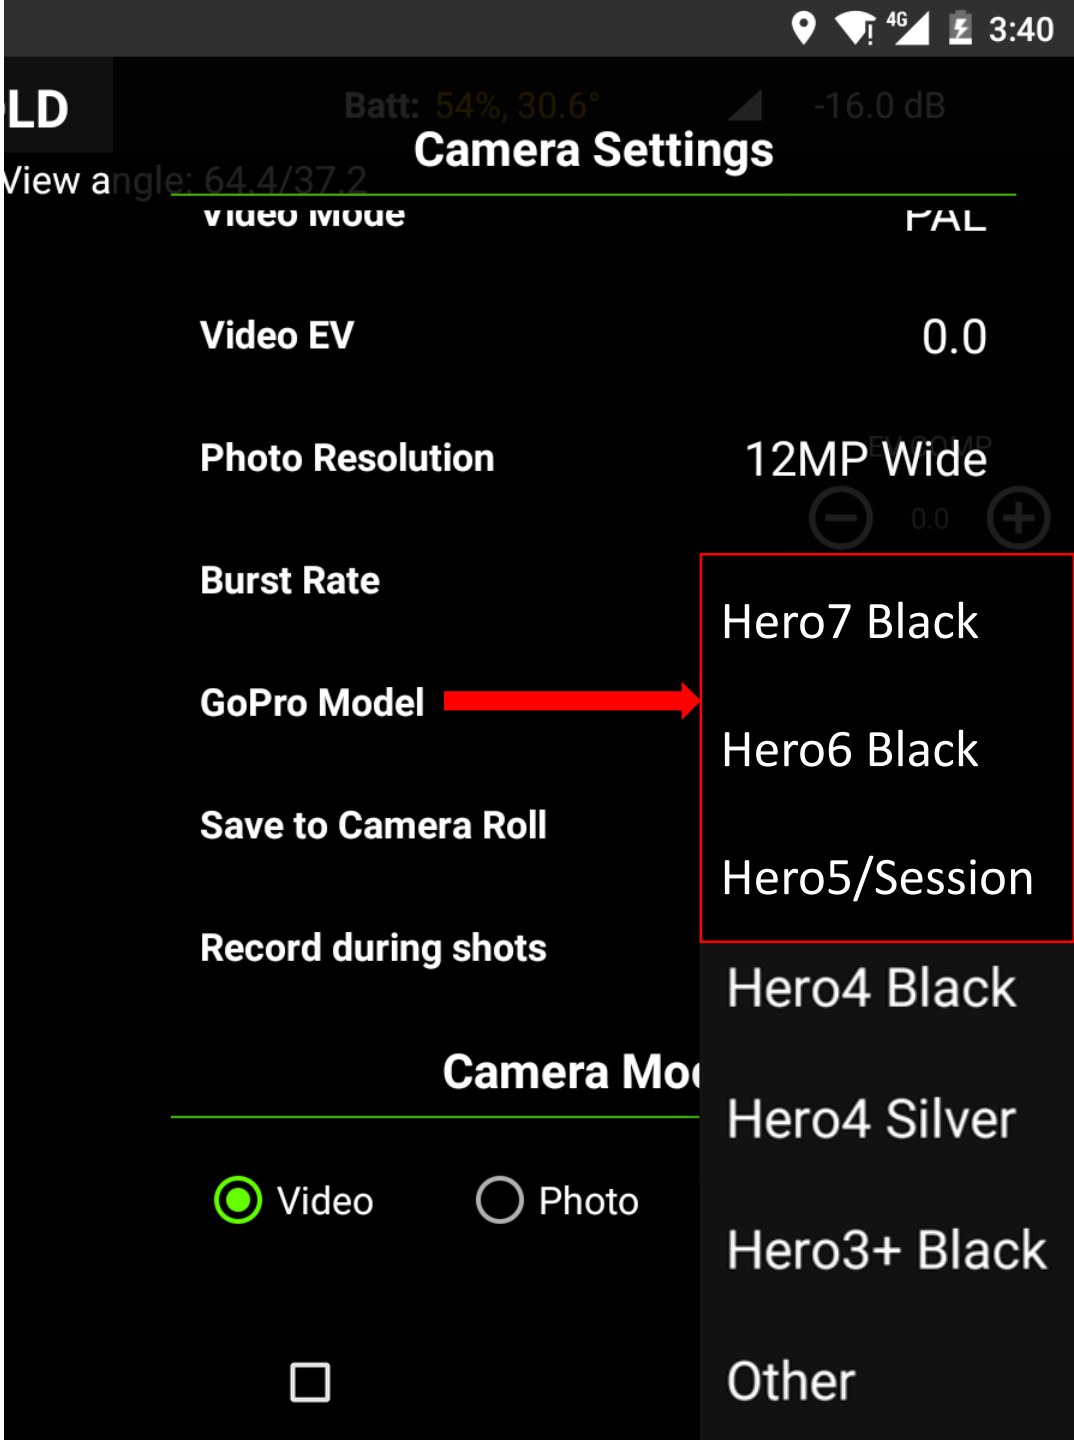 4G 3:40
LD
Batt: 54%, 30.6° -16.0 dB
Camera Settings
View angle: 64.4/37.2
Video Mode PAL
Video EV 0.0
Photo Resolution 12MP Wide
EV COMP
0.0
Burst Rate
Hero7 Black
GoPro Model
Hero6 Black
Save to Camera Roll
Hero5/Session
Record during shots
Hero4 Black
Camera Mo
Hero4 Silver
Video Photo
Hero3+ Black
Other